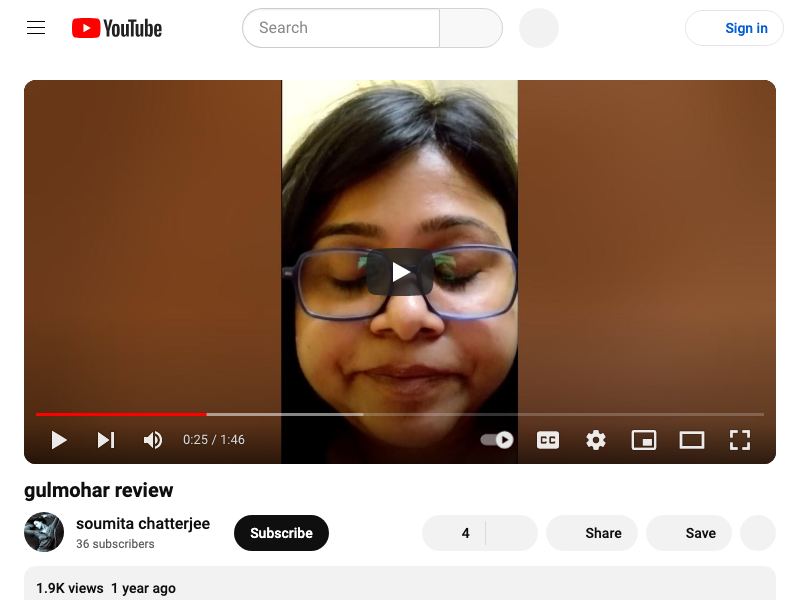 YouTube
Search
Sign in
0:25 / 1:46
CC
gulmohar review
soumita chatterjee
36 subscribers
Subscribe
4
Share
Save
1.9K views 1 year ago